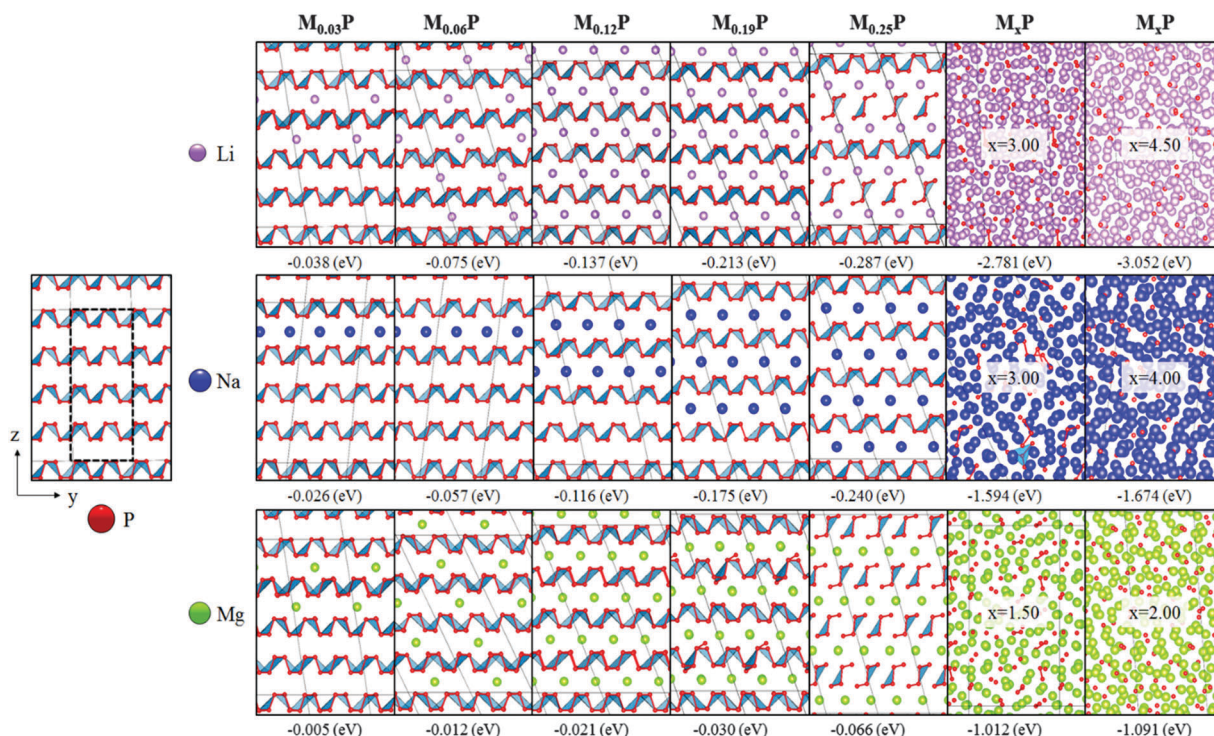 M0.03P M0.06P M0.12P M0.19P M0.25P MxP MxP
Li
x=3.00
x=4.50
-0.038 (eV) -0.075 (eV) -0.137 (eV) -0.213 (eV) -0.287 (eV) -2.781 (eV) -3.052 (eV)
z
y
P
Na
x=3.00
x=4.00
-0.026 (eV) -0.057 (eV) -0.116 (eV) -0.175 (eV) -0.240 (eV) -1.594 (eV) -1.674 (eV)
Mg
x=1.50
x=2.00
-0.005 (eV) -0.012 (eV) -0.021 (eV) -0.030 (eV) -0.066 (eV) -1.012 (eV) -1.091 (eV)